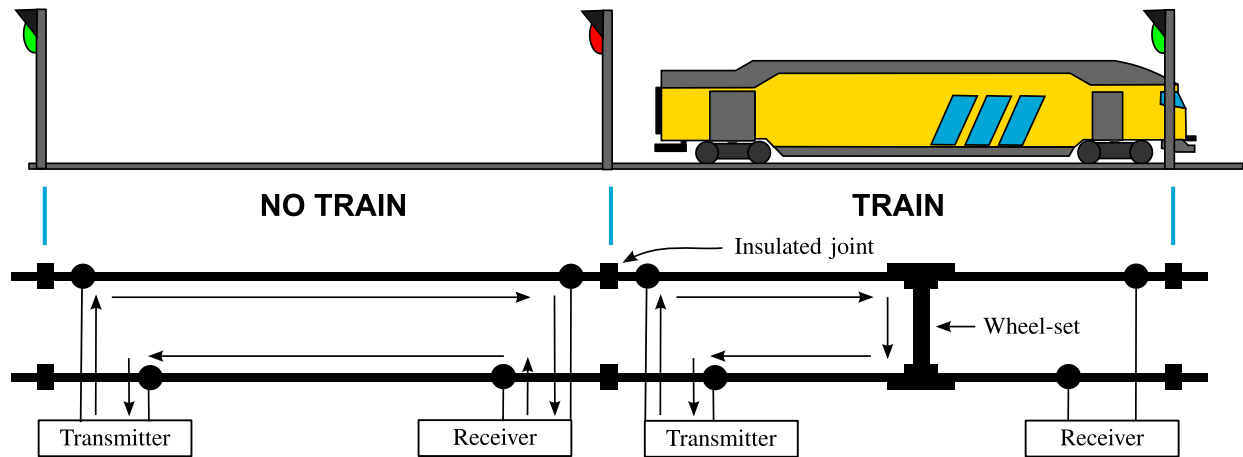 NO TRAIN
TRAIN
Insulated joint
Wheel-set
Transmitter
Receiver
Transmitter
Receiver